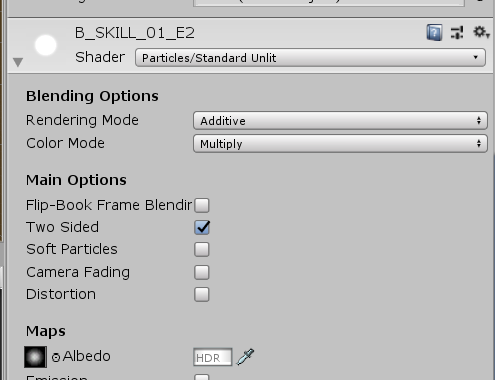 B_SKILL_01_E2
Shader Particles/Standard Unlit
Blending Options
Rendering Mode Additive
Color Mode Multiply
Main Options
Flip-Book Frame Blendir
Two Sided
Soft Particles
Camera Fading
Distortion
Maps
Albedo HDR
Emission